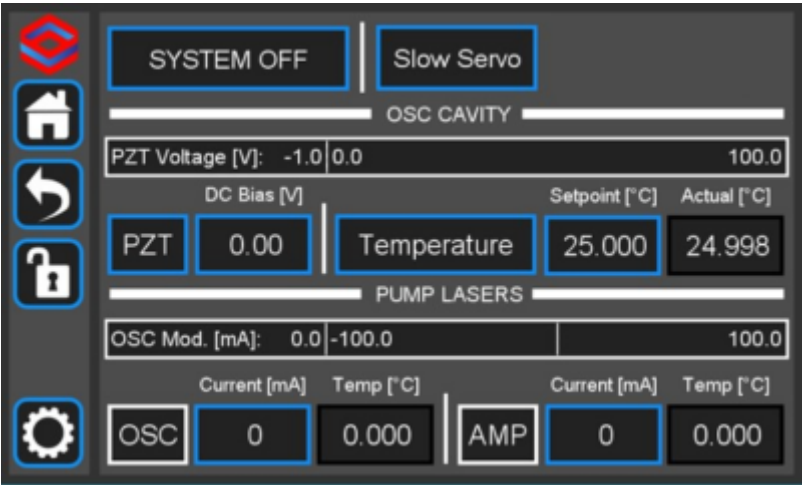 SYSTEM OFF Slow Servo
OSC CAVITY
PZT Voltage [V]: -1.0 0.0 100.0
DC Bias [V] Setpoint [°C] Actual [°C]
PZT 0.00 Temperature 25.000 24.998
PUMP LASERS
OSC Mod. [mA]: 0.0 -100.0 100.0
Current [mA] Temp [°C] Current [mA] Temp [°C]
OSC 0 0.000 AMP 0 0.000